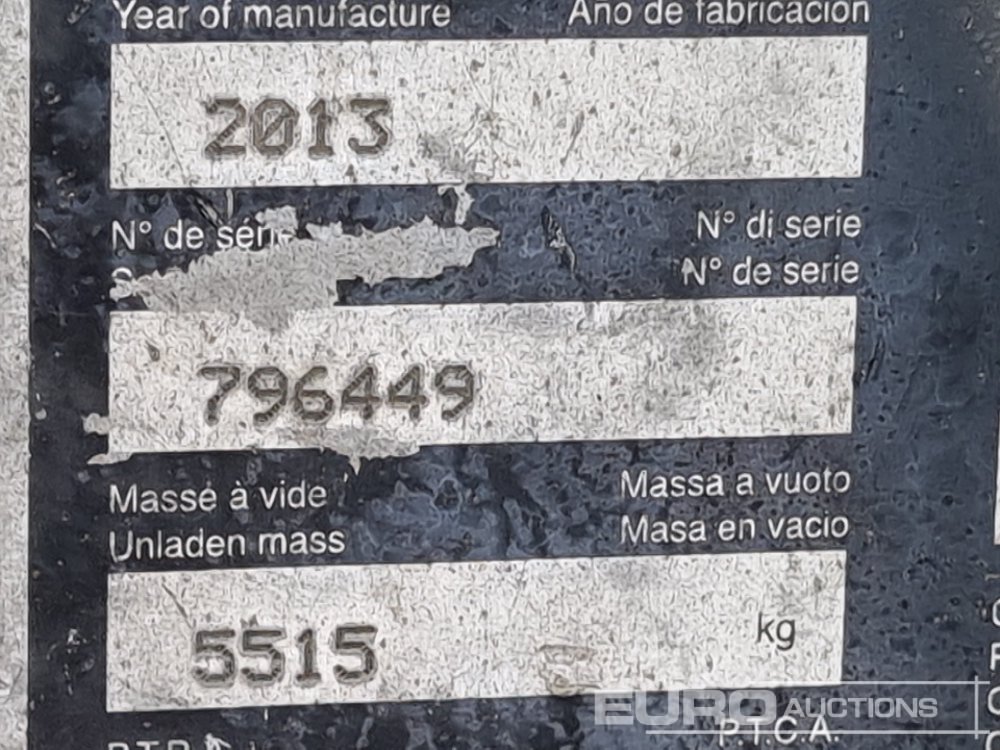 Year of manufacture Año de fabricación
2013
N° de série N° di serie
N° de serie
796449
Masse à vide Massa a vuoto
Unladen mass Masa en vacio
5515 kg
EURO AUCTIONS
P.T.C.A.